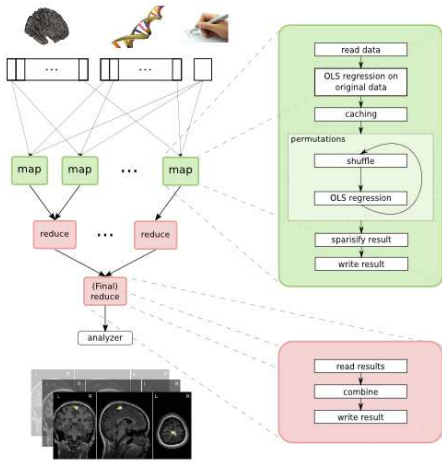 ...
...
map
map
...
map
reduce
...
reduce
(Final)
reduce
analyzer
L
R
L
R
L
R
L
R
read data
OLS regression on
original data
caching
permutations
shuffle
OLS regression
sparisify result
write result
read results
combine
write result